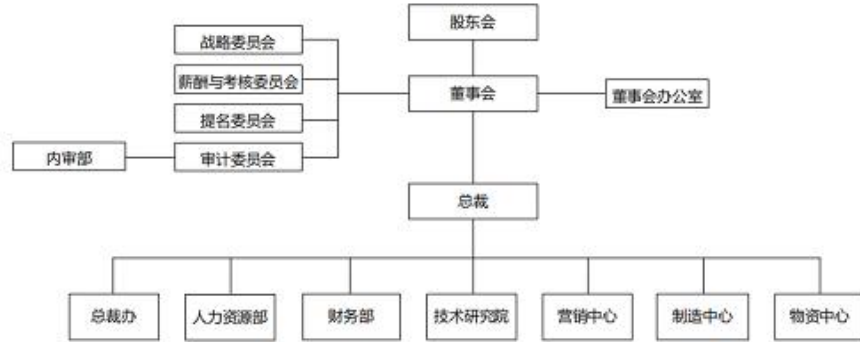 股东会
战略委员会
薪酬与考核委员会
董事会
董事会办公室
提名委员会
内审部
审计委员会
总裁
总裁办
人力资源部
财务部
技术研究院
营销中心
制造中心
物资中心